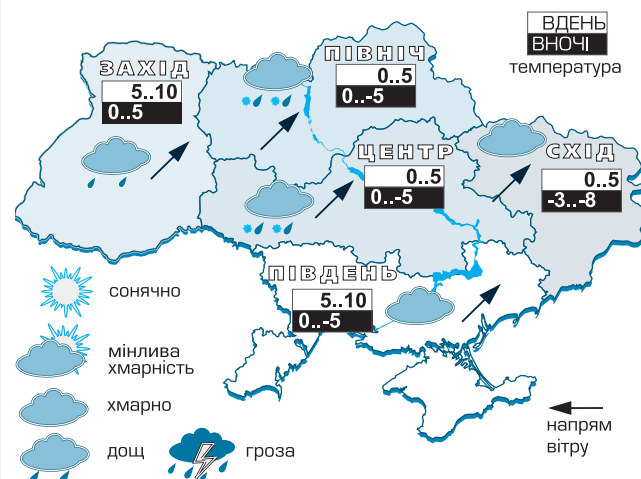 ВДЕНЬ
ВНОЧІ
температура
ЗАХІД
5..10
0..5
ПІВНІЧ
0..5
0..-5
ЦЕНТР
0..5
0..-5
СХІД
0..5
-3..-8
ПІВДЕНЬ
5..10
0..-5
сонячно
мінлива
хмарність
хмарно
дощ
гроза
напрям
вітру